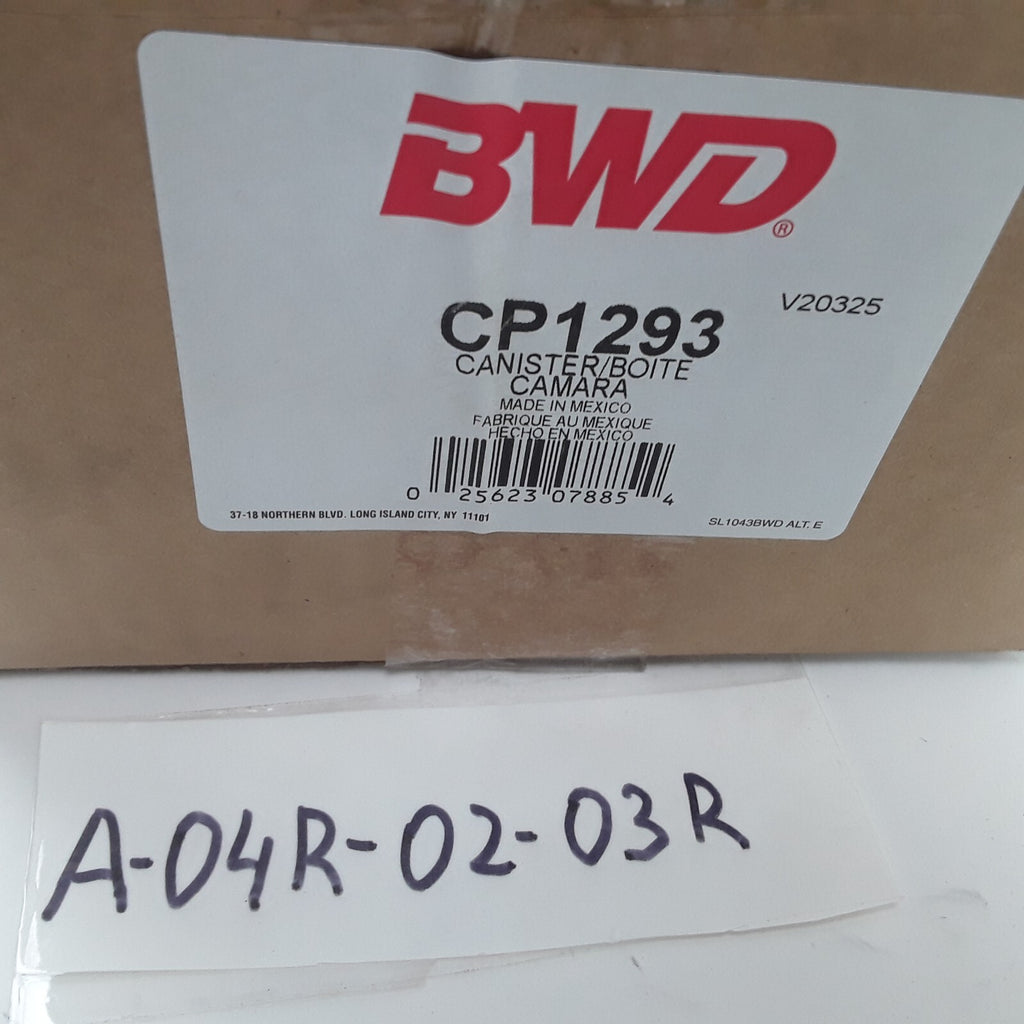 BWD®
V20325
CP1293
CANISTER/BOITE
CAMARA
MADE IN MEXICO
FABRIQUE AU MEXIQUE
HECHO EN MEXICO
0 25623 07885 4
37-18 NORTHERN BLVD. LONG ISLAND CITY, NY 11101
SL1043BWD ALT. E
A-04R-02-03R